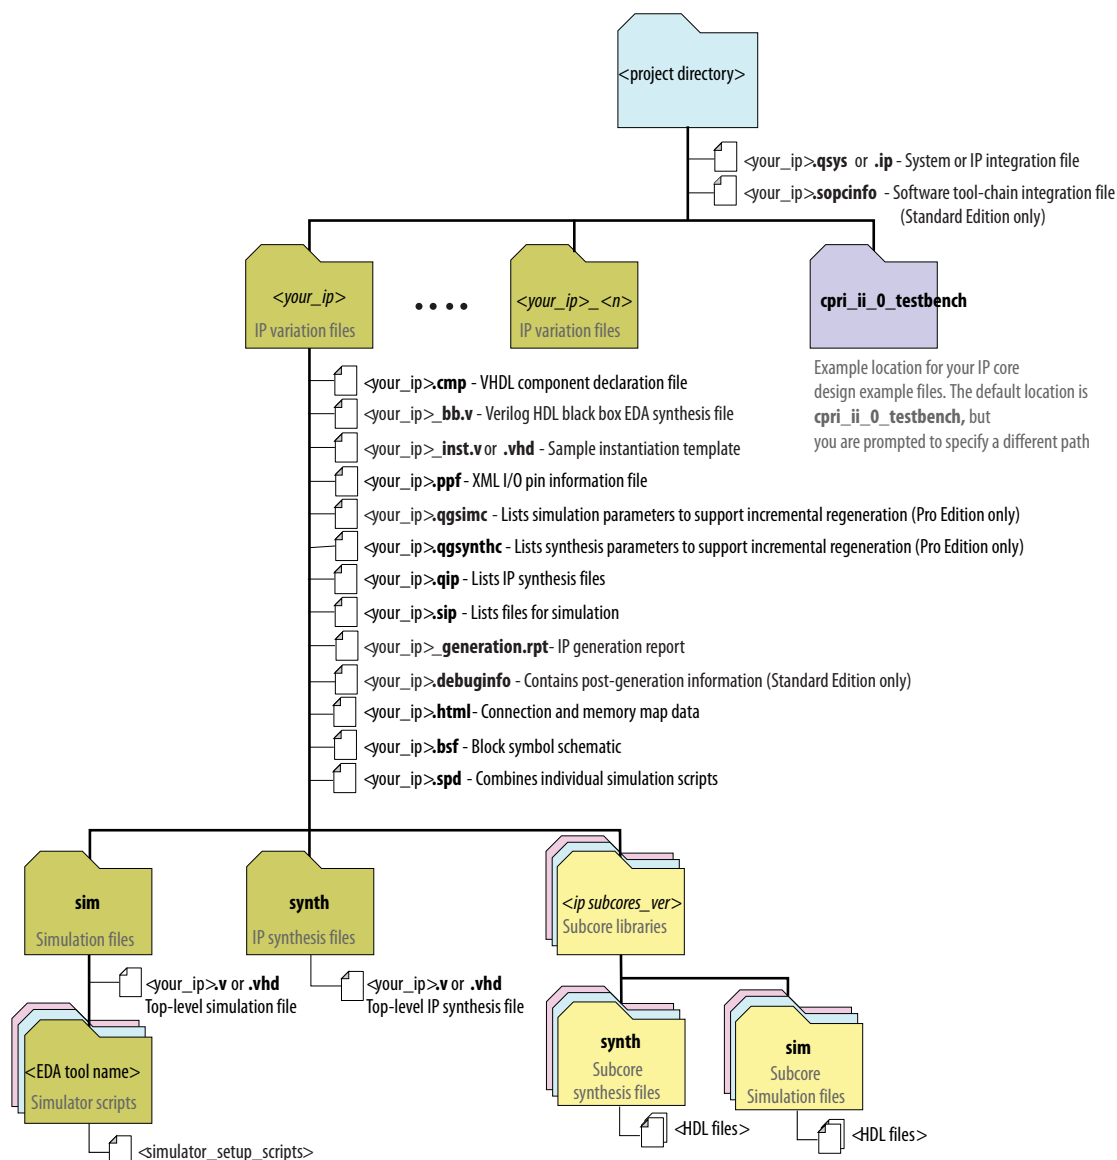 <project directory>
<your_ip>.qsys or .ip - System or IP integration file
<your_ip>.sopcinfo - Software tool-chain integration file
(Standard Edition only)
<your_ip>
IP variation files
<your_ip>_<n>
IP variation files
cpri_ii_0_testbench
Example location for your IP core
design example files. The default location is
cpri_ii_0_testbench, but
you are prompted to specify a different path
<your_ip>.cmp - VHDL component declaration file
<your_ip>_bb.v - Verilog HDL black box EDA synthesis file
<your_ip>_inst.v or .vhd - Sample instantiation template
<your_ip>.ppf - XML I/O pin information file
<your_ip>.qgsimc - Lists simulation parameters to support incremental regeneration (Pro Edition only)
<your_ip>.qgsynthc - Lists synthesis parameters to support incremental regeneration (Pro Edition only)
<your_ip>.qip - Lists IP synthesis files
<your_ip>.sip - Lists files for simulation
<your_ip>_generation.rpt- IP generation report
<your_ip>.debuginfo - Contains post-generation information (Standard Edition only)
<your_ip>.html- Connection and memory map data
<your_ip>.bsf - Block symbol schematic
<your_ip>.spd - Combines individual simulation scripts
sim
Simulation files
synth
IP synthesis files
<ip subcores_ver>
Subcore libraries
<your_ip>.v or .vhd
Top-level simulation file
<your_ip>.v or .vhd
Top-level IP synthesis file
<EDA tool name>
Simulator scripts
synth
Subcore
synthesis files
sim
Subcore
Simulation files
<HDL files>
<HDL files>
<simulator_setup_scripts>